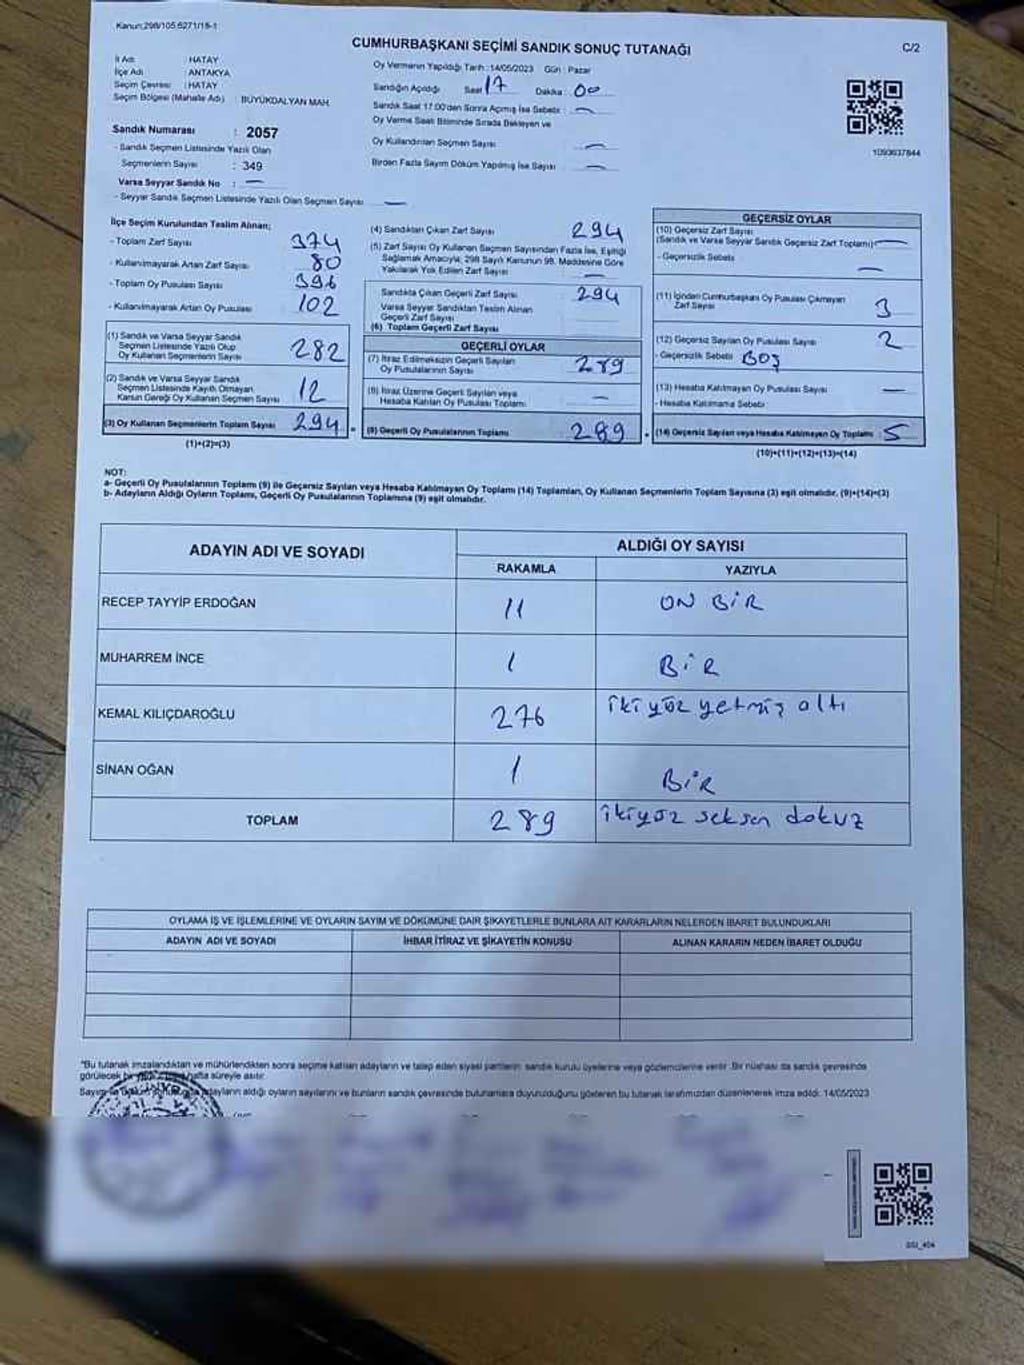 Kanun:298/105,6271/15-1
CUMHURBAŞKANI SEÇİMİ SANDIK SONUÇ TUTANAĞI
C/2
İl Adı : HATAY
İlçe Adı : ANTAKYA
Seçim Çevresi : HATAY
Seçim Bölgesi (Mahalle Adı) : BÜYÜKDALYAN MAH.
Sandık Numarası : 2057
- Sandık Seçmen Listesinde Yazılı Olan
Seçmenlerin Sayısı : 349
Varsa Seyyar Sandık No : —
- Seyyar Sandık Seçmen Listesinde Yazılı Olan Seçmen Sayısı : —
Oy Vermenin Yapıldığı Tarih : 14/05/2023 Gün : Pazar
Sandığın Açıldığı Saat 17 Dakika : 00
Sandık Saat 17:00'den Sonra Açılmış İse Sebebi : —
Oy Verme Saati Bitiminde Sırada Bekleyen ve
Oy Kullandırılan Seçmen Sayısı —
Birden Fazla Sayım Döküm Yapılmış İse Sayısı : —
1093637844
İlçe Seçim Kurulundan Teslim Alınan;
- Toplam Zarf Sayısı 374
- Kullanılmayarak Artan Zarf Sayısı 80
- Toplam Oy Pusulası Sayısı 396
- Kullanılmayarak Artan Oy Pusulası 102
(1) Sandık ve Varsa Seyyar Sandık
Seçmen Listesinde Yazılı Olup
Oy Kullanan Seçmenlerin Sayısı 282
(2) Sandık ve Varsa Seyyar Sandık
Seçmen Listesinde Kayıtlı Olmayan
Kanun Gereği Oy Kullanan Seçmen Sayısı 12
(3) Oy Kullanan Seçmenlerin Toplam Sayısı 294
(1)+(2)=(3)
(4) Sandıktan Çıkan Zarf Sayısı 294
(5) Zarf Sayısı Oy Kullanan Seçmen Sayısından Fazla İse, Eşitliği
Sağlamak Amacıyla; 298 Sayılı Kanunun 98. Maddesine Göre
Yakılarak Yok Edilen Zarf Sayısı —
Sandıkta Çıkan Geçerli Zarf Sayısı 294
Varsa Seyyar Sandıktan Teslim Alınan
Geçerli Zarf Sayısı
(6) Toplam Geçerli Zarf Sayısı
GEÇERLİ OYLAR
(7) İtiraz Edilmeksizin Geçerli Sayılan
Oy Pusulalarının Sayısı 289
(8) İtiraz Üzerine Geçerli Sayılan veya
Hesaba Katılan Oy Pusulası Toplamı —
(9) Geçerli Oy Pusulalarının Toplamı 289
GEÇERSİZ OYLAR
(10) Geçersiz Zarf Sayısı
(Sandık ve Varsa Seyyar Sandık Geçersiz Zarf Toplamı) —
- Geçersizlik Sebebi —
(11) İçinden Cumhurbaşkanı Oy Pusulası Çıkmayan
Zarf Sayısı 3
(12) Geçersiz Sayılan Oy Pusulası Sayısı 2
- Geçersizlik Sebebi BOŞ
(13) Hesaba Katılmayan Oy Pusulası Sayısı —
- Hesaba Katılmama Sebebi
(14) Geçersiz Sayılan veya Hesaba Katılmayan Oy Toplamı : 5
(10)+(11)+(12)+(13)=(14)
NOT:
a- Geçerli Oy Pusulalarının Toplamı (9) ile Geçersiz Sayılan veya Hesaba Katılmayan Oy Toplamı (14) Toplamları, Oy Kullanan Seçmenlerin Toplam Sayısına (3) eşit olmalıdır. (9)+(14)=(3)
b- Adayların Aldığı Oyların Toplamı, Geçerli Oy Pusulalarının Toplamına (9) eşit olmalıdır.
ADAYIN ADI VE SOYADI
ALDIĞI OY SAYISI
RAKAMLA YAZIYLA
RECEP TAYYİP ERDOĞAN 11 ON BİR
MUHARREM İNCE 1 BİR
KEMAL KILIÇDAROĞLU 276 ikiyüz yetmiş altı
SİNAN OĞAN 1 BİR
TOPLAM 289 ikiyüz seksen dokuz
OYLAMA İŞ VE İŞLEMLERİNE VE OYLARIN SAYIM VE DÖKÜMÜNE DAİR ŞİKAYETLERLE BUNLARA AİT KARARLARIN NELERDEN İBARET BULUNDUKLARI
ADAYIN ADI VE SOYADI İHBAR İTİRAZ VE ŞİKAYETİN KONUSU ALINAN KARARIN NEDEN İBARET OLDUĞU
*Bu tutanak imzalandıktan ve mühürlendikten sonra seçime katılan adayların ve talep eden siyasi partilerin sandık kurulu üyelerine veya gözlemcilerine verilir. Bir nüshası da sandık çevresinde
görülecek bir hafta süreyle asılır.
adayların aldığı oyların sayılarını ve bunların sandık çevresinde bulunanlara duyurulduğunu gösteren bu tutanak tarafımızdan düzenlenerek imza edildi. 14/05/2023